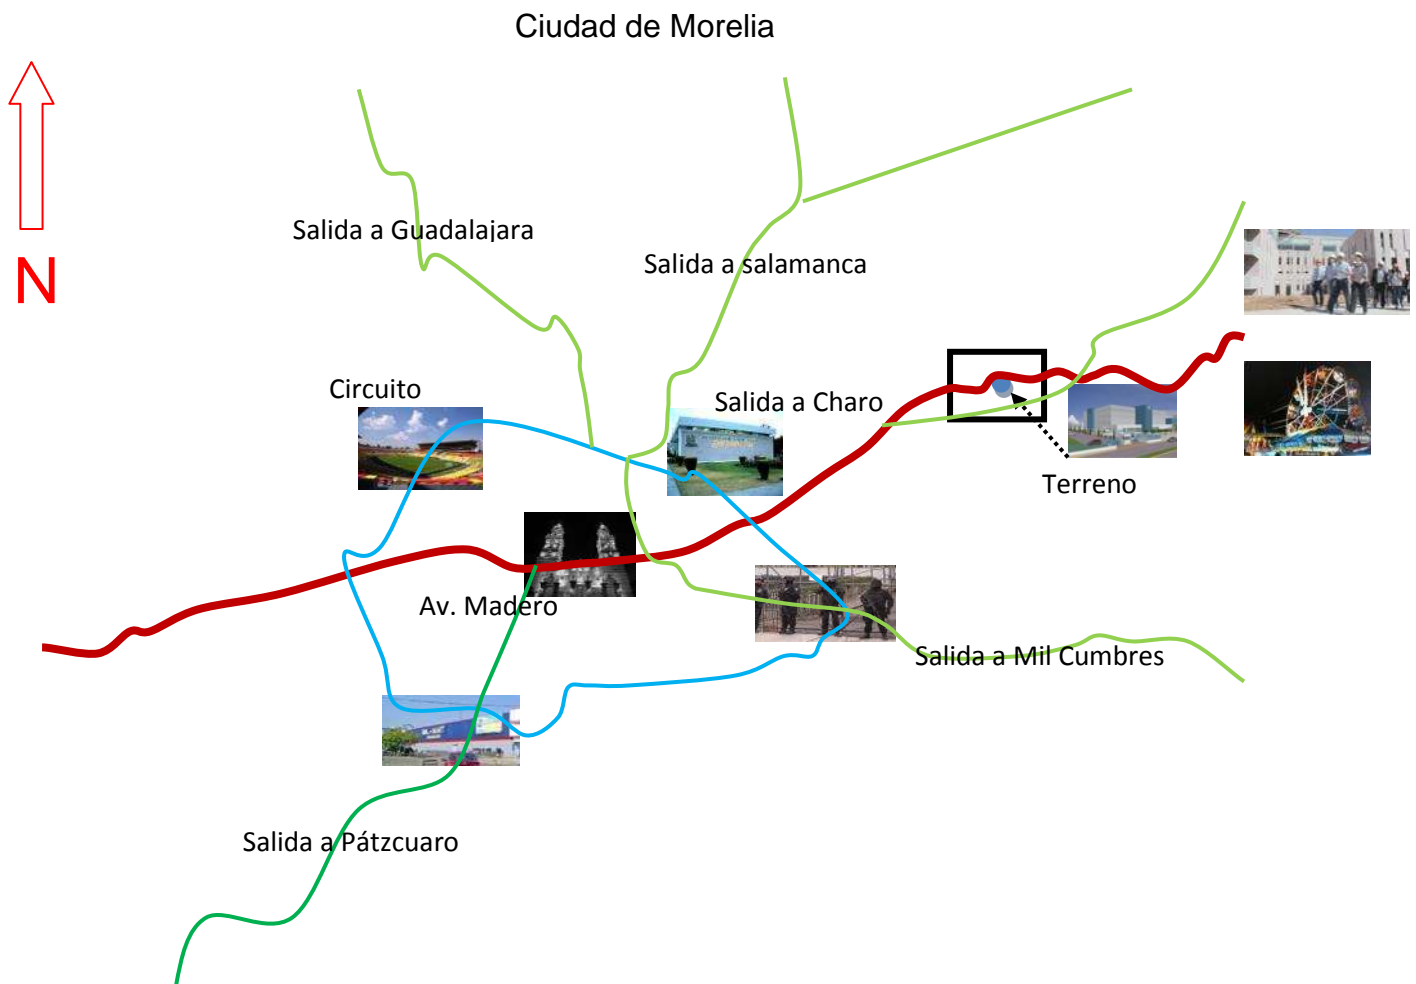 Ciudad de Morelia
N
Salida a Guadalajara
Salida a salamanca
Circuito
Salida a Charo
Terreno
Av. Madero
Salida a Mil Cumbres
Salida a Pátzcuaro